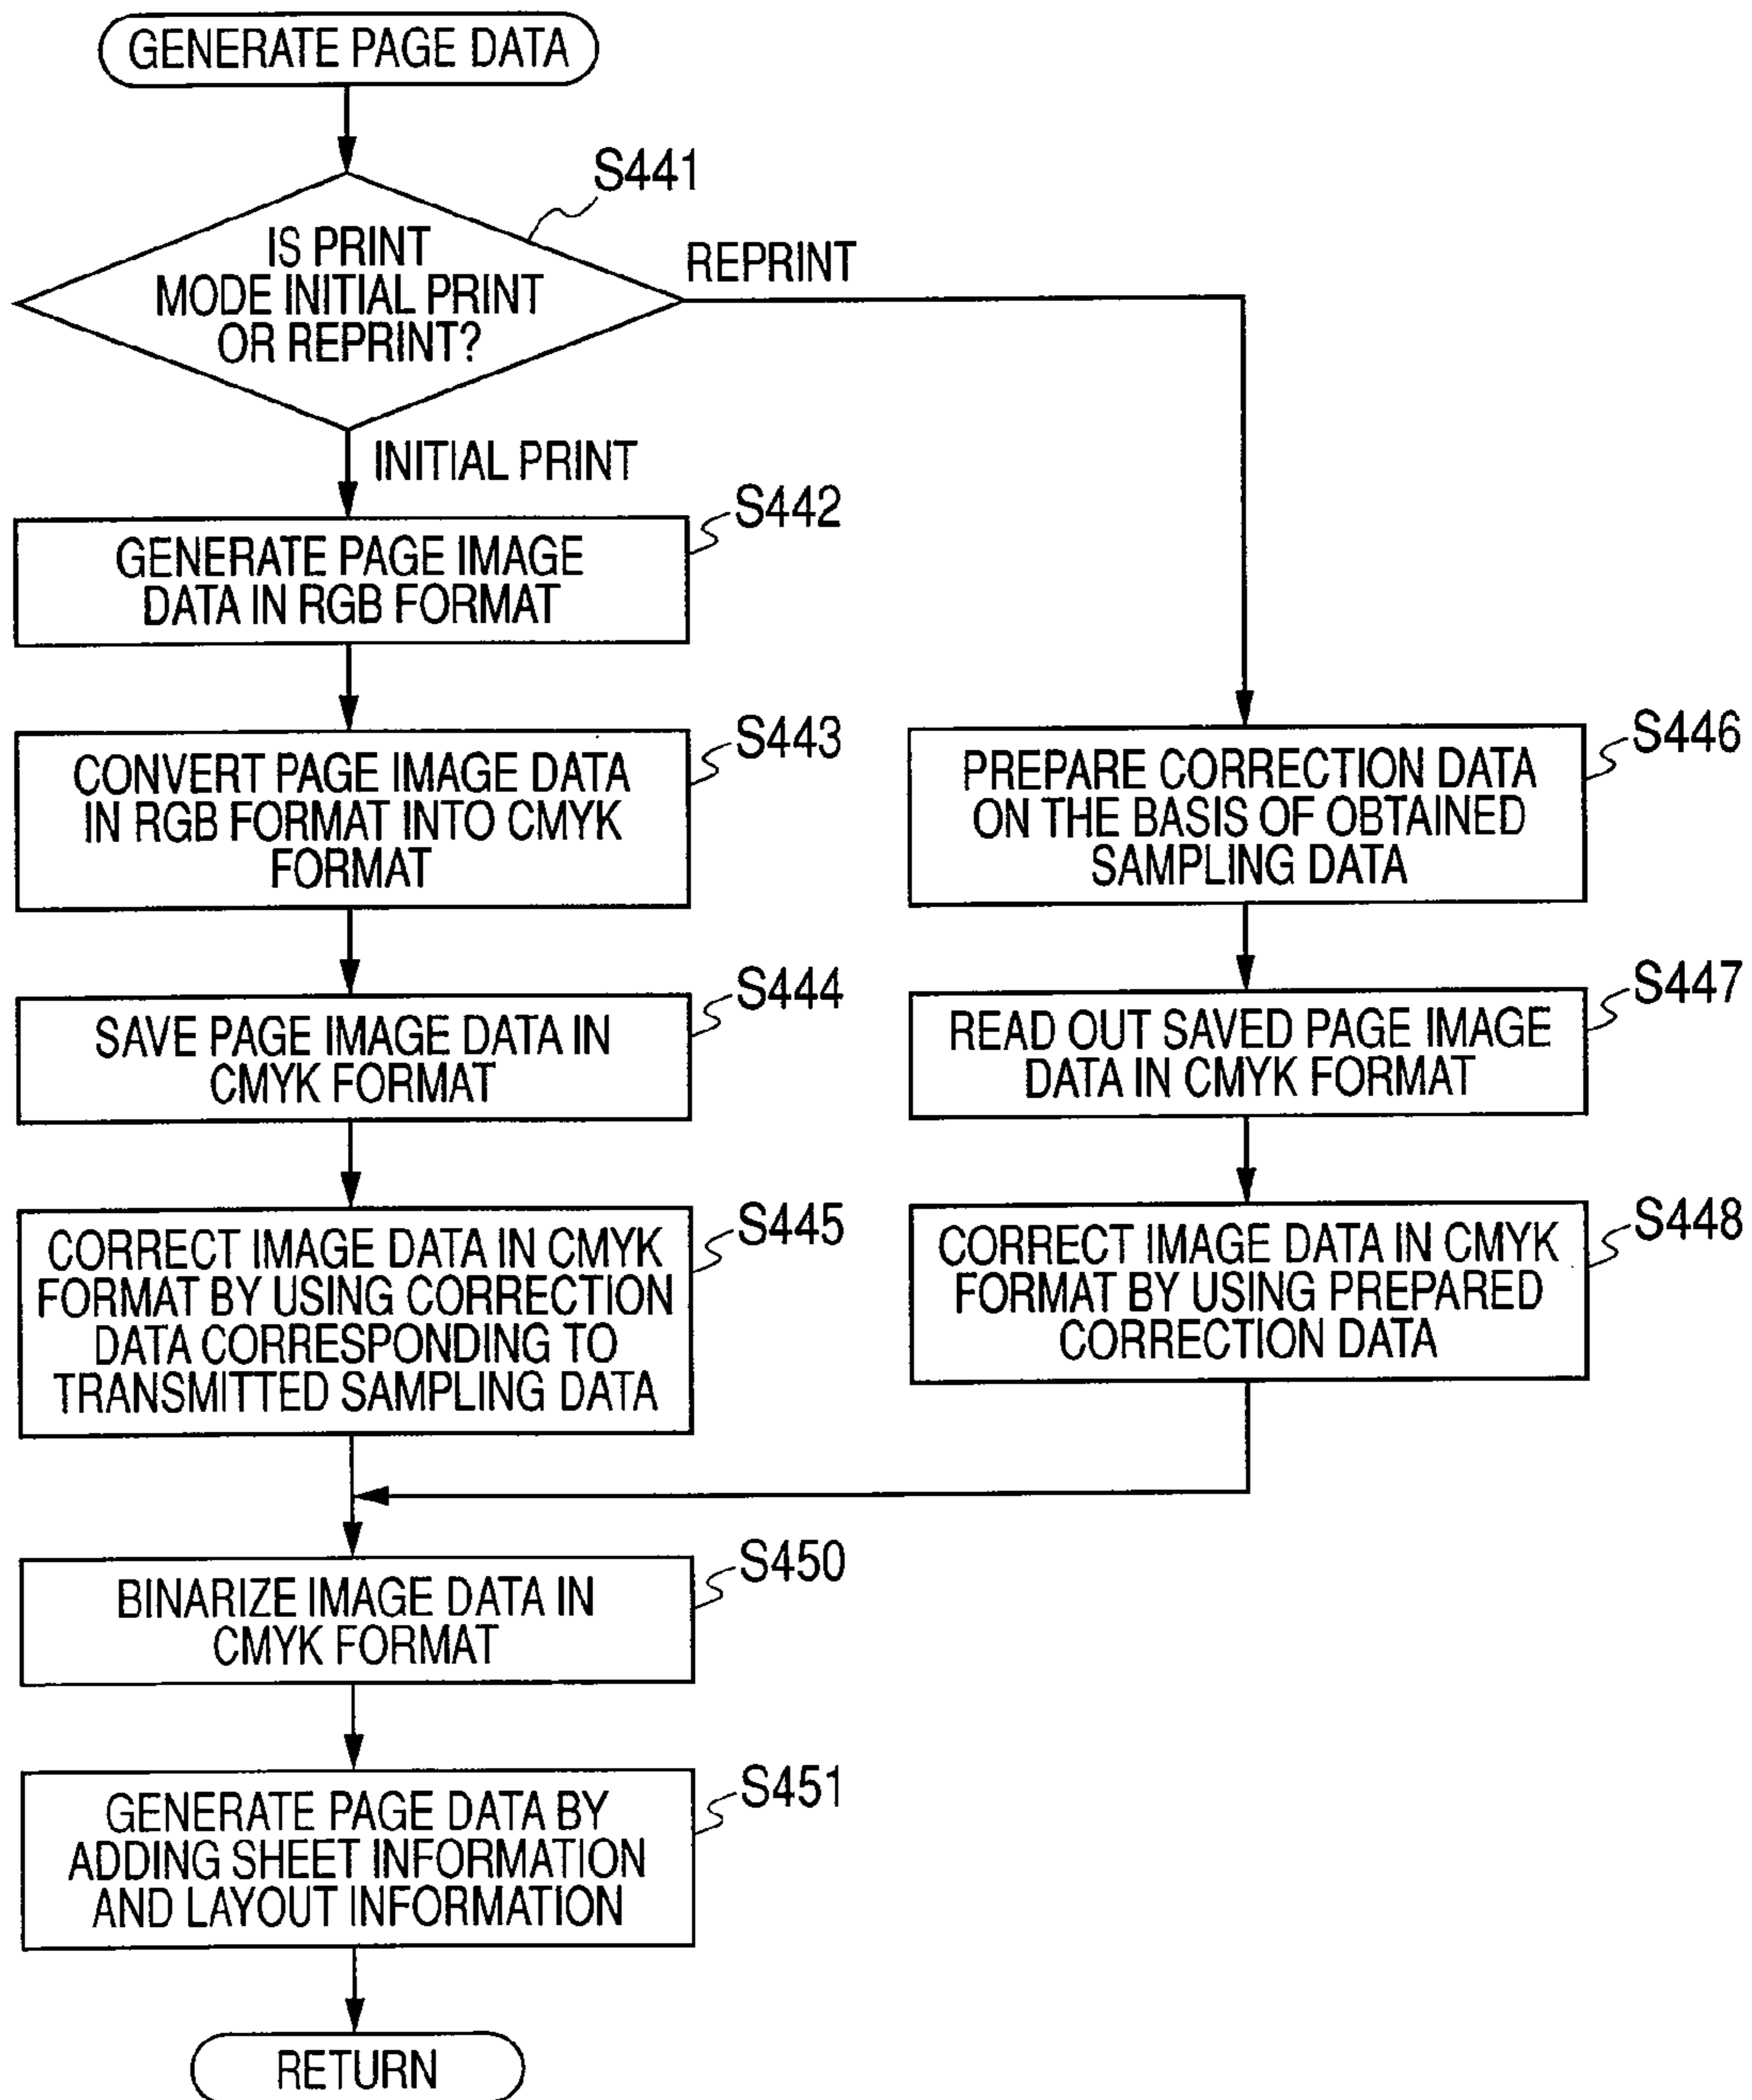 GENERATE PAGE DATA
S441
IS PRINT
MODE INITIAL PRINT
OR REPRINT?
REPRINT
INITIAL PRINT
S442
GENERATE PAGE IMAGE
DATA IN RGB FORMAT
S443
CONVERT PAGE IMAGE DATA
IN RGB FORMAT INTO CMYK
FORMAT
S444
SAVE PAGE IMAGE DATA IN
CMYK FORMAT
S445
CORRECT IMAGE DATA IN CMYK
FORMAT BY USING CORRECTION
DATA CORRESPONDING TO
TRANSMITTED SAMPLING DATA
S446
PREPARE CORRECTION DATA
ON THE BASIS OF OBTAINED
SAMPLING DATA
S447
READ OUT SAVED PAGE IMAGE
DATA IN CMYK FORMAT
S448
CORRECT IMAGE DATA IN CMYK
FORMAT BY USING PREPARED
CORRECTION DATA
S450
BINARIZE IMAGE DATA IN
CMYK FORMAT
S451
GENERATE PAGE DATA BY
ADDING SHEET INFORMATION
AND LAYOUT INFORMATION
RETURN